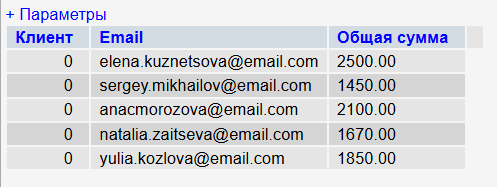 + Параметры
Клиент Email Общая сумма
0 elena.kuznetsova@email.com 2500.00
0 sergey.mikhailov@email.com 1450.00
0 anacmorozova@email.com 2100.00
0 natalia.zaitseva@email.com 1670.00
0 yulia.kozlova@email.com 1850.00